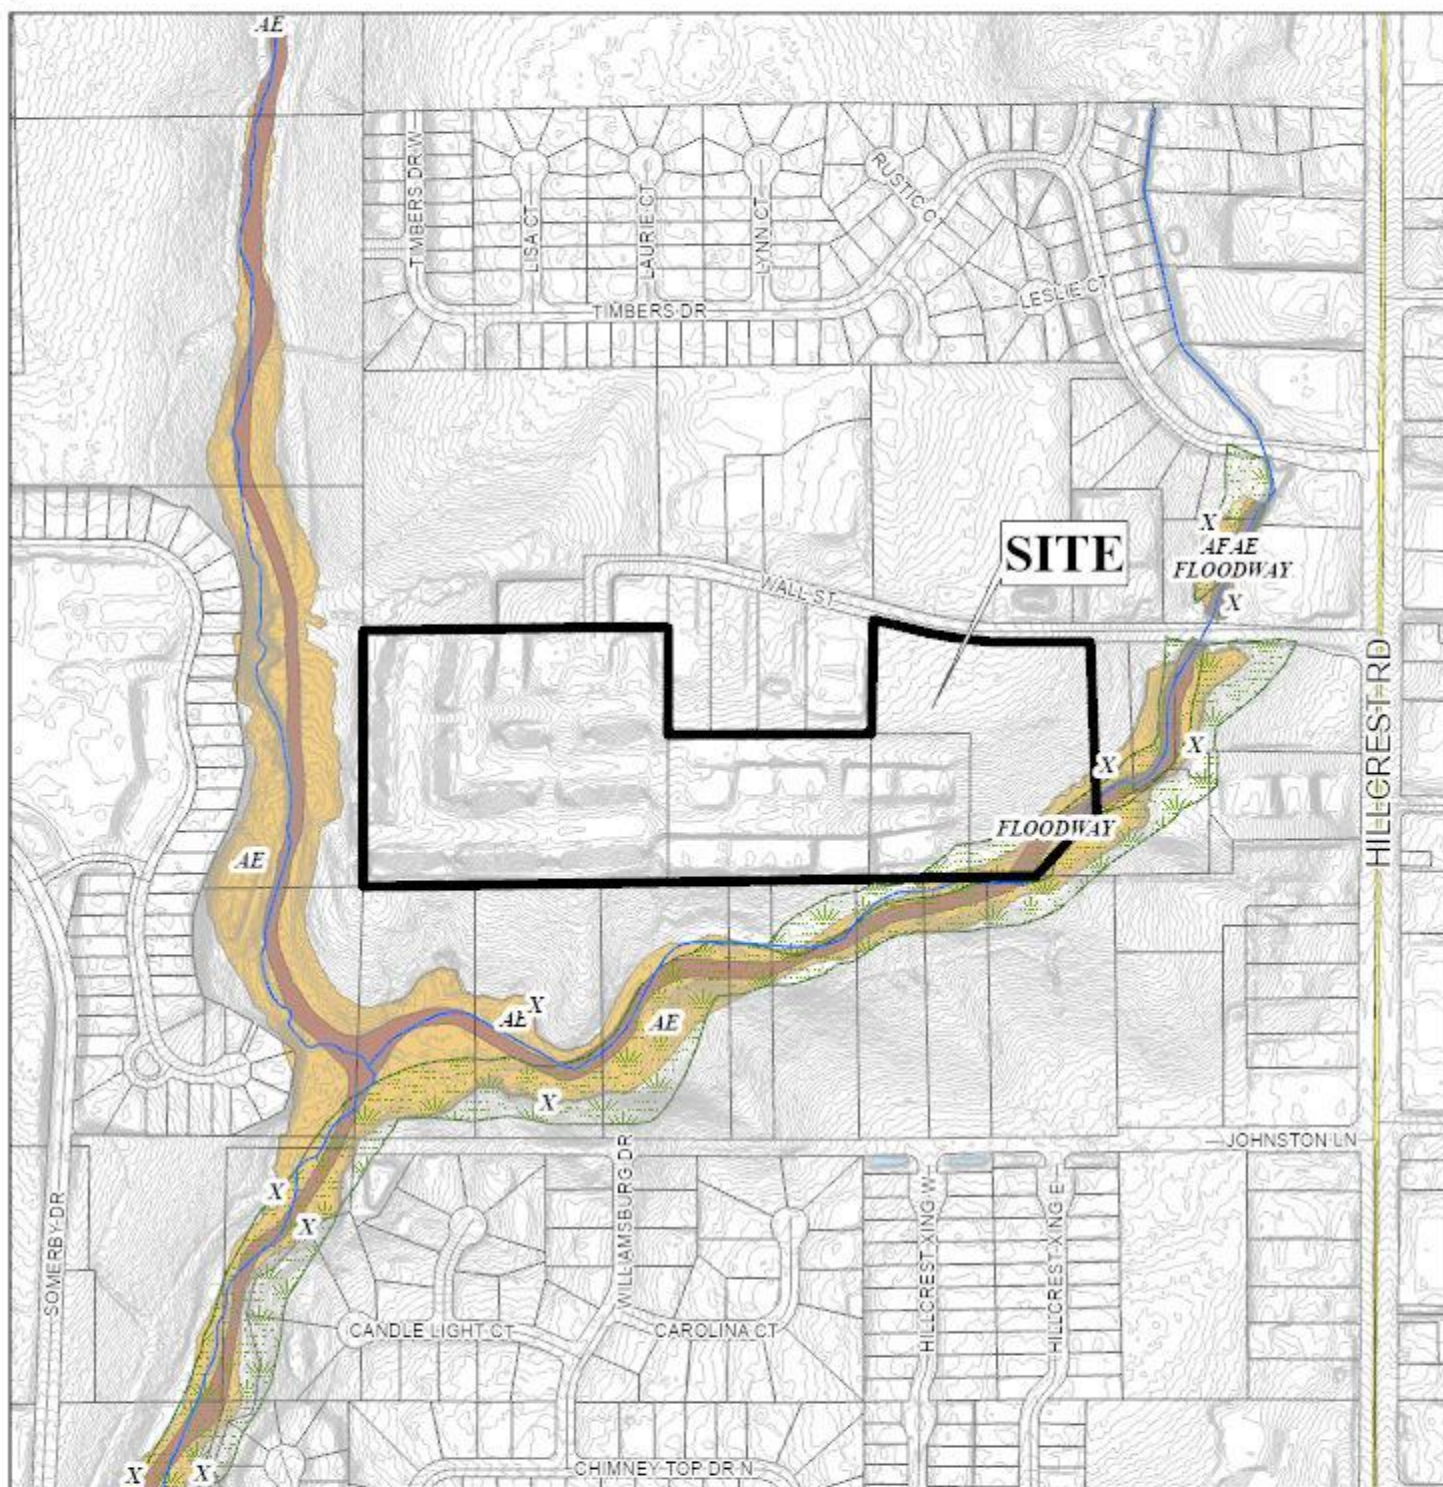 AE
TIMBERS DR W
LISA CT
LAURIE CT
LYNN CT
RUSTIC CT
LESLIE CT
TIMBERS DR
X
AFAE
FLOODWAY
X
SITE
WALL ST
HILLCREST RD
X
X
FLOODWAY
AE
X
AE
AE
X
JOHNSTON LN
X
X
SOMERBY DR
WILLIAMSBURG DR
HILLCREST XING W
HILLCREST XING E
CANDLE LIGHT CT
CAROLINA CT
CHIMNEY TOP DR N
X
X